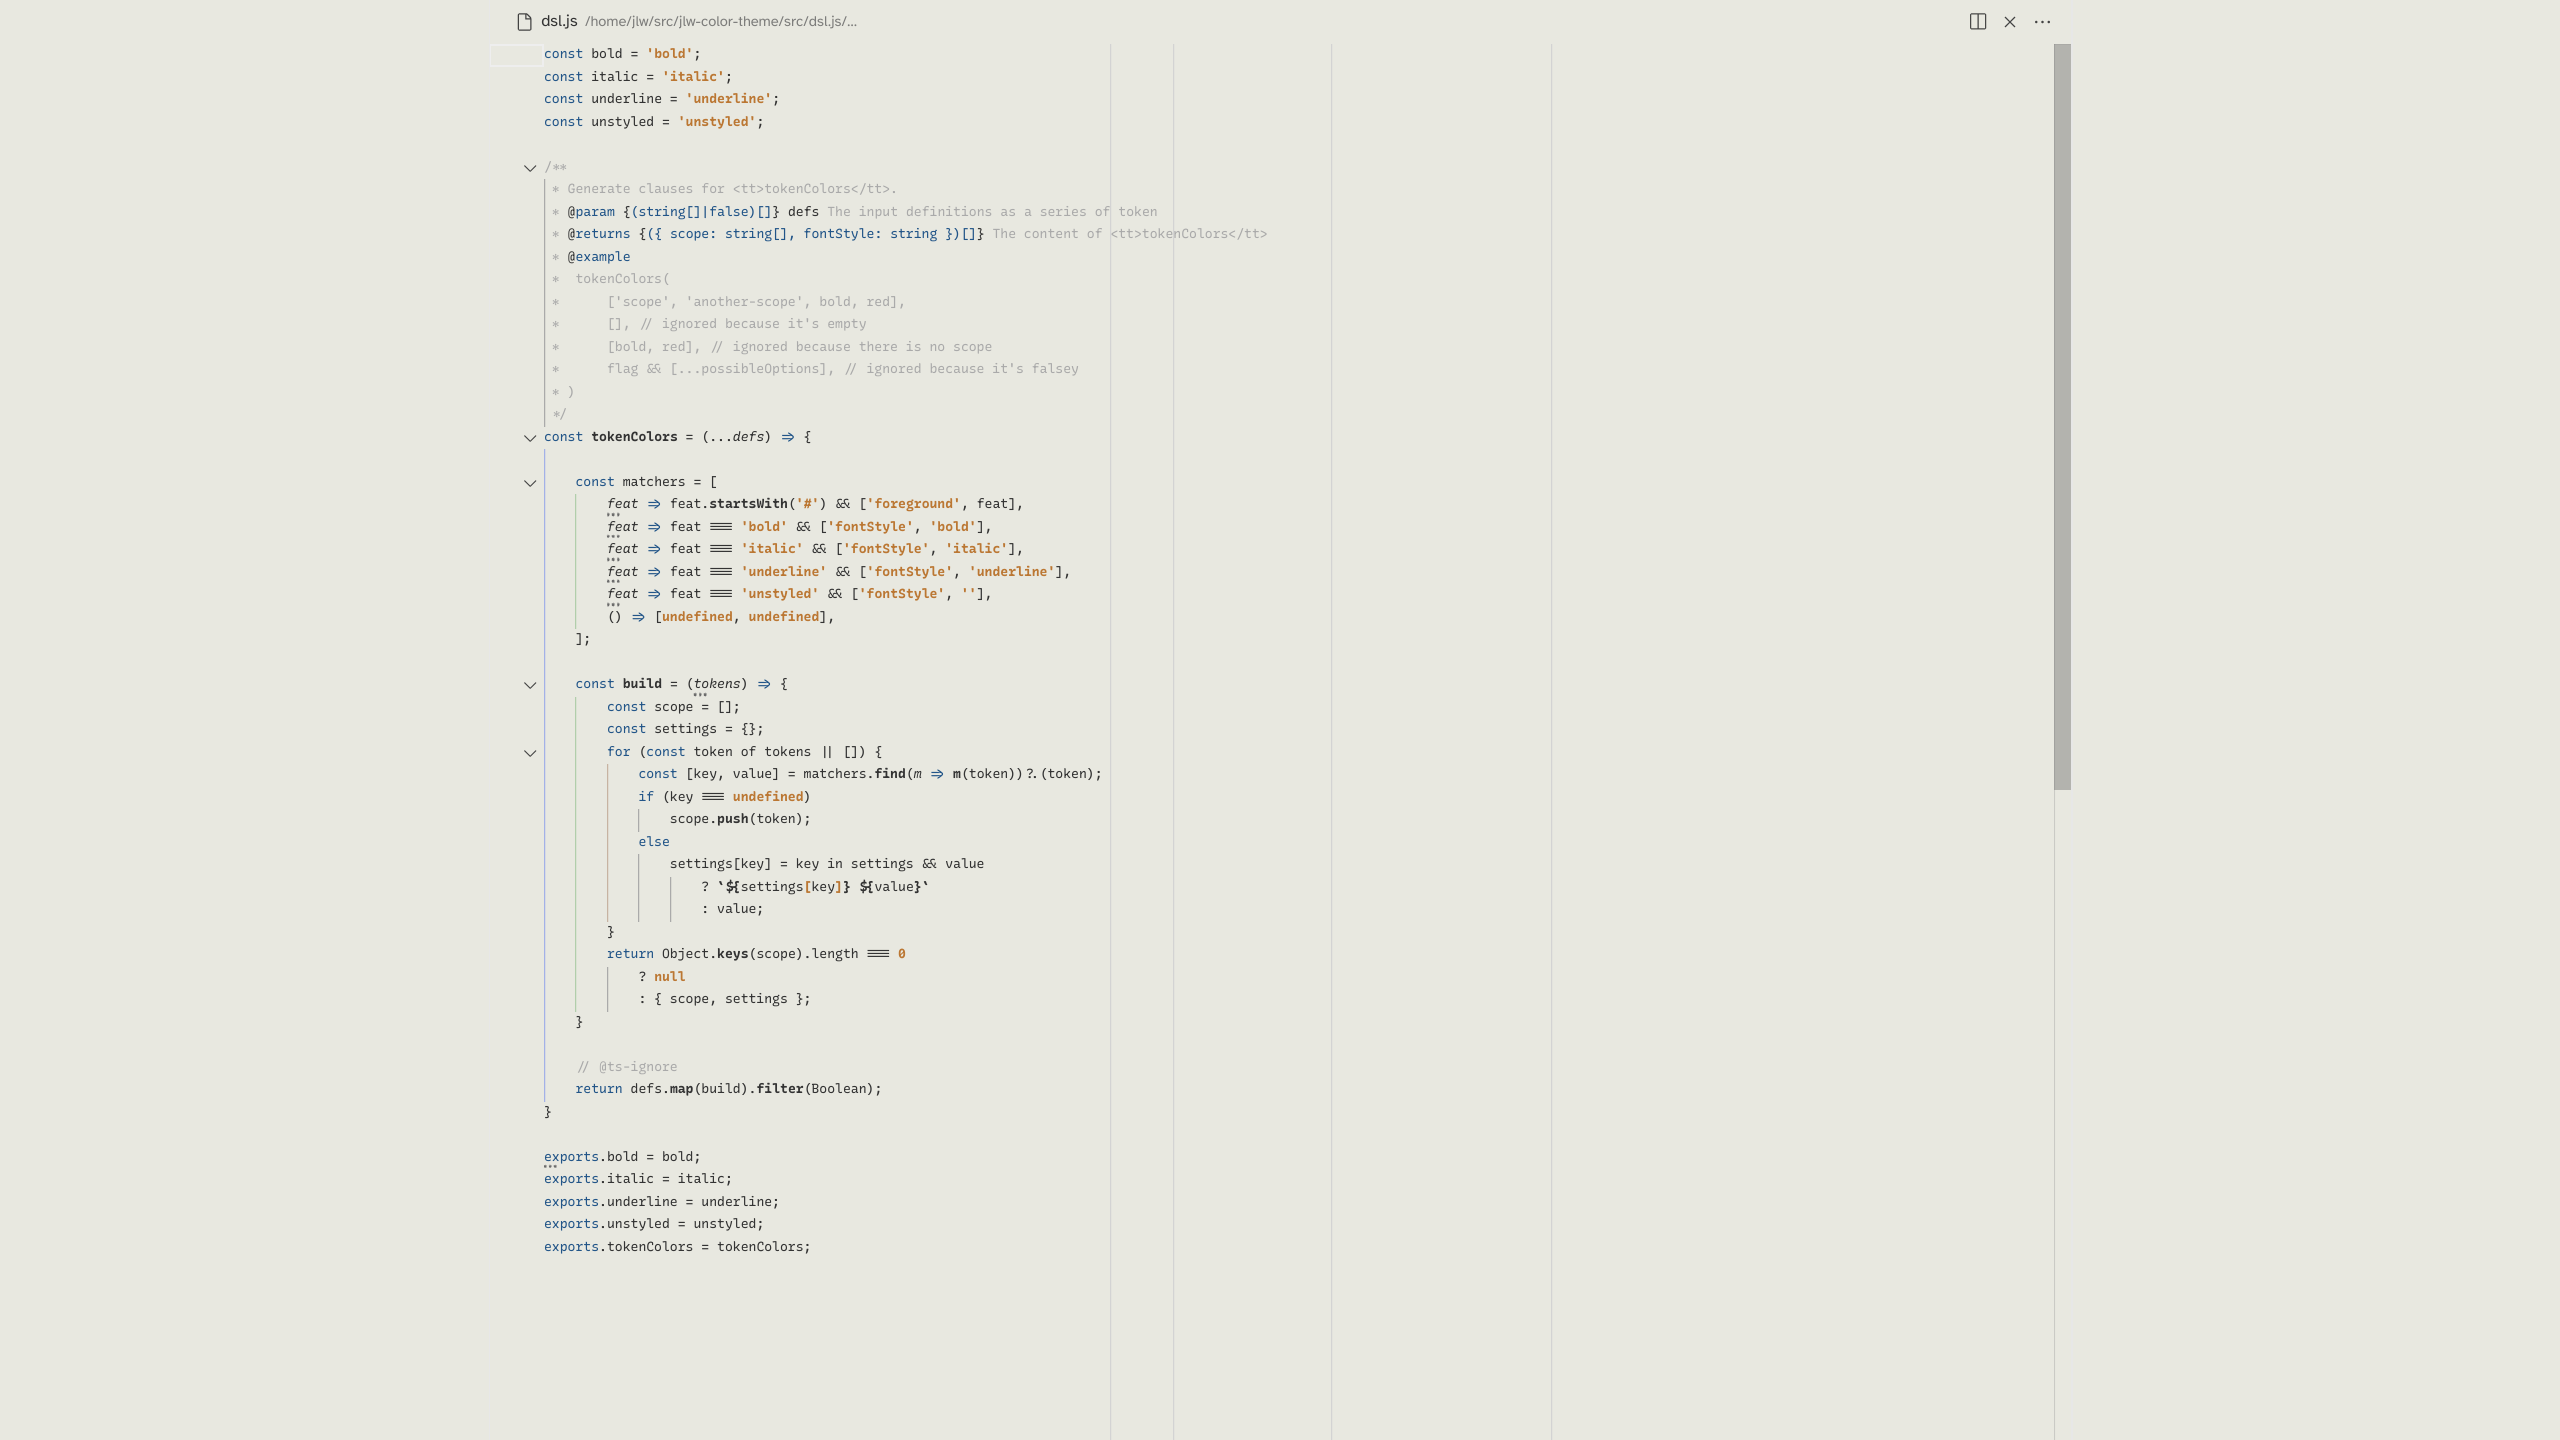 dsl.js /home/jlw/src/jlw-color-theme/src/dsl.js/...
const bold = 'bold';
const italic = 'italic';
const underline = 'underline';
const unstyled = 'unstyled';
/**
 * Generate clauses for <tt>tokenColors</tt>.
 * @param {(string[]|false)[]} defs The input definitions as a series of token
 * @returns {({ scope: string[], fontStyle: string })[]} The content of <tt>tokenColors</tt>
 * @example
 *  tokenColors(
 *      ['scope', 'another-scope', bold, red],
 *      [], // ignored because it's empty
 *      [bold, red], // ignored because there is no scope
 *      flag && [...possibleOptions], // ignored because it's falsey
 * )
 */
const tokenColors = (...defs) => {
    const matchers = [
        feat => feat.startsWith('#') && ['foreground', feat],
        feat => feat === 'bold' && ['fontStyle', 'bold'],
        feat => feat === 'italic' && ['fontStyle', 'italic'],
        feat => feat === 'underline' && ['fontStyle', 'underline'],
        feat => feat === 'unstyled' && ['fontStyle', ''],
        () => [undefined, undefined],
    ];
    const build = (tokens) => {
        const scope = [];
        const settings = {};
        for (const token of tokens || []) {
            const [key, value] = matchers.find(m => m(token))?.(token);
            if (key === undefined)
                scope.push(token);
            else
                settings[key] = key in settings && value
                    ? `${settings[key]} ${value}`
                    : value;
        }
        return Object.keys(scope).length === 0
            ? null
            : { scope, settings };
    }
    // @ts-ignore
    return defs.map(build).filter(Boolean);
}
exports.bold = bold;
exports.italic = italic;
exports.underline = underline;
exports.unstyled = unstyled;
exports.tokenColors = tokenColors;